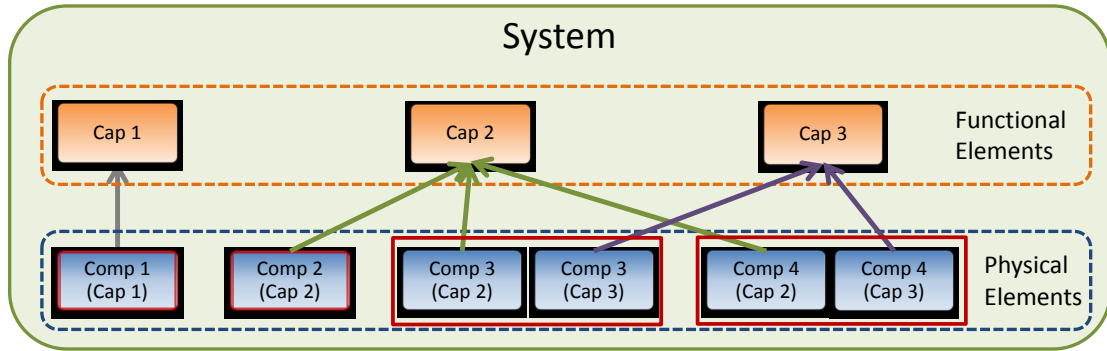 System
Cap 1
Cap 2
Cap 3
Functional
Elements
Comp 1
(Cap 1)
Comp 2
(Cap 2)
Comp 3
(Cap 2)
Comp 3
(Cap 3)
Comp 4
(Cap 2)
Comp 4
(Cap 3)
Physical
Elements